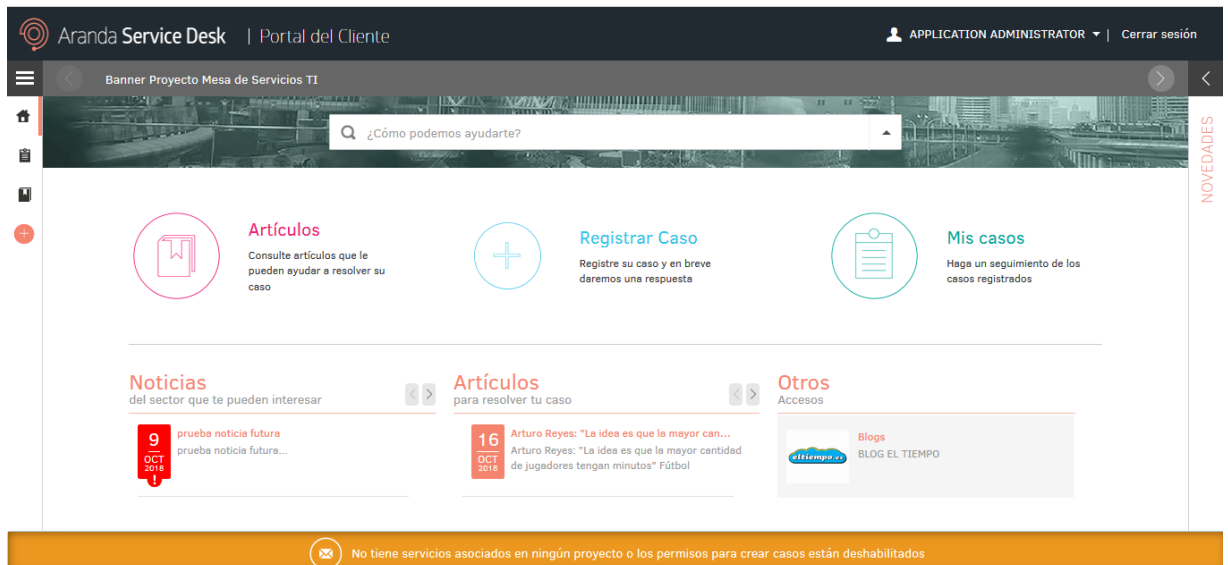 Aranda Service Desk | Portal del Cliente
APPLICATION ADMINISTRATOR | Cerrar sesión
Banner Proyecto Mesa de Servicios TI
¿Cómo podemos ayudarte?
NOVEDADES
Artículos
Consulte artículos que le
pueden ayudar a resolver su
caso
Registrar Caso
Registre su caso y en breve
daremos una respuesta
Mis casos
Haga un seguimiento de los
casos registrados
Noticias
del sector que te pueden interesar
9
OCT
2018
!
prueba noticia futura
prueba noticia futura...
Artículos
para resolver tu caso
16
OCT
2018
Arturo Reyes: "La idea es que la mayor can...
Arturo Reyes: "La idea es que la mayor cantidad
de jugadores tengan minutos" Fútbol
Otros
Accesos
eltiempo.es
Blogs
BLOG EL TIEMPO
No tiene servicios asociados en ningún proyecto o los permisos para crear casos están deshabilitados